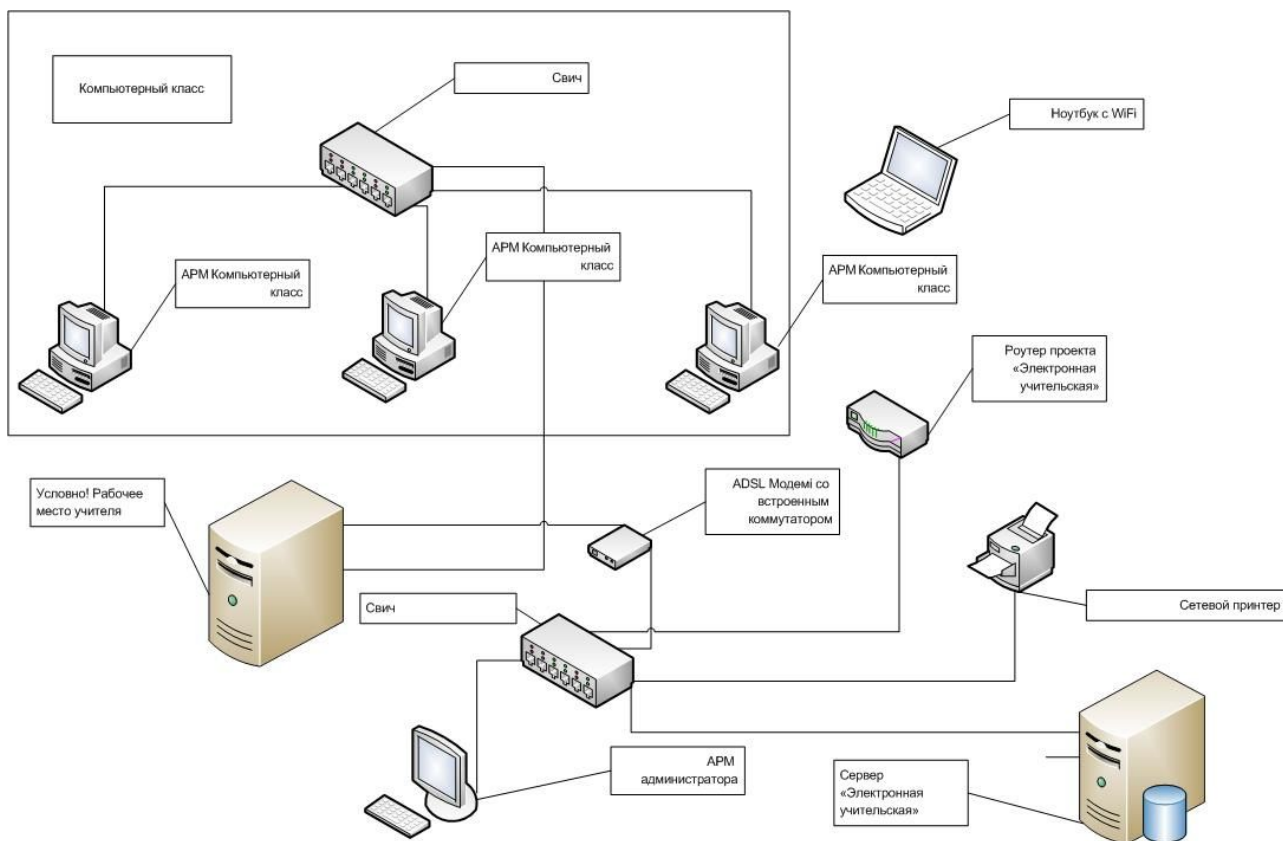 Компьютерный класс
Свич
Ноутбук с WiFi
АРМ Компьютерный
класс
АРМ Компьютерный
класс
АРМ Компьютерный
класс
Роутер проекта
«Электронная
учительская»
Условно! Рабочее
место учителя
ADSL Модемі со
встроенным
коммутатором
Свич
Сетевой принтер
АРМ
администратора
Сервер
«Электронная
учительская»